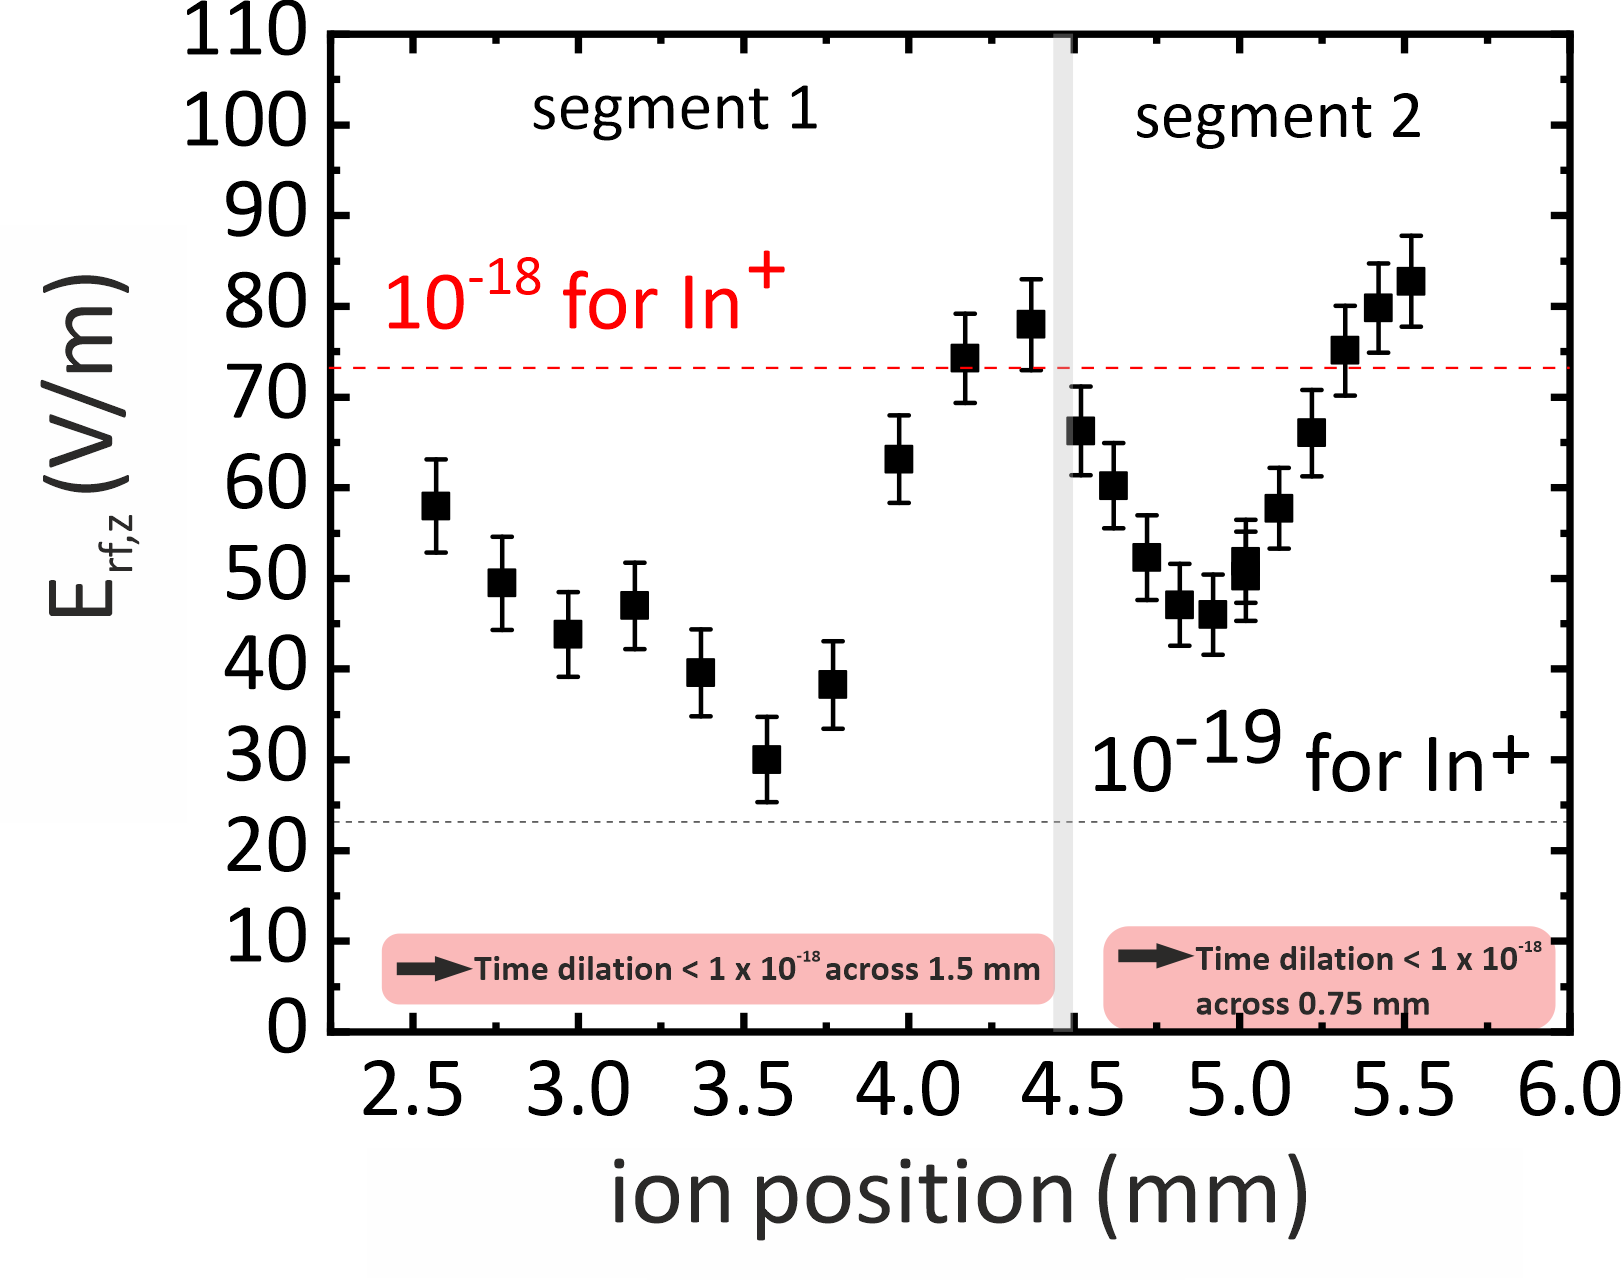 110
100
90
80
70
60
50
40
30
20
10
0
E rf,z (V/m)
segment 1
segment 2
10-18 for In+
10-19 for In+
Time dilation < 1 x 10-18 across 1.5 mm
Time dilation < 1 x 10-18
across 0.75 mm
2.5 3.0 3.5 4.0 4.5 5.0 5.5 6.0
ion position (mm)